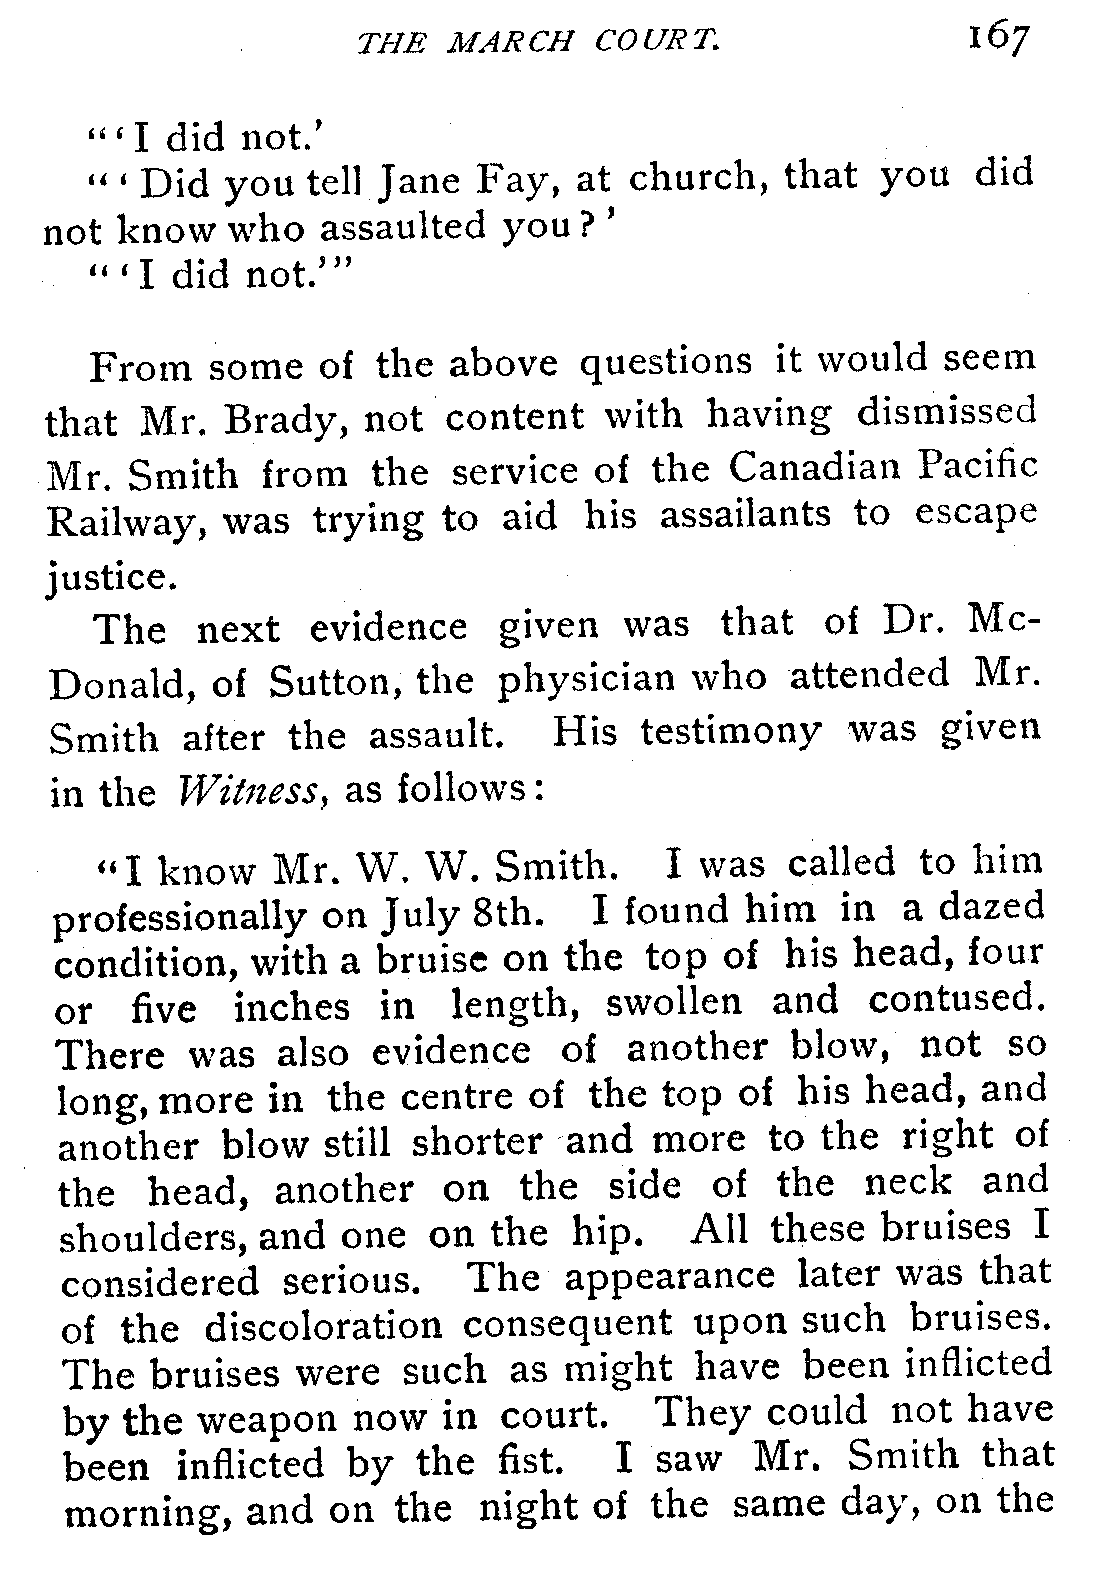 THE MARCH COURT. 167
"'I did not.'
"'Did you tell Jane Fay, at church, that you did
not know who assaulted you?'
"'I did not.'"
From some of the above questions it would seem
that Mr. Brady, not content with having dismissed
Mr. Smith from the service of the Canadian Pacific
Railway, was trying to aid his assailants to escape
justice.
The next evidence given was that of Dr. Mc-
Donald, of Sutton, the physician who attended Mr.
Smith after the assault. His testimony was given
in the Witness, as follows:
"I know Mr. W. W. Smith. I was called to him
professionally on July 8th. I found him in a dazed
condition, with a bruise on the top of his head, four
or five inches in length, swollen and contused.
There was also evidence of another blow, not so
long, more in the centre of the top of his head, and
another blow still shorter and more to the right of
the head, another on the side of the neck and
shoulders, and one on the hip. All these bruises I
considered serious. The appearance later was that
of the discoloration consequent upon such bruises.
The bruises were such as might have been inflicted
by the weapon now in court. They could not have
been inflicted by the fist. I saw Mr. Smith that
morning, and on the night of the same day, on the